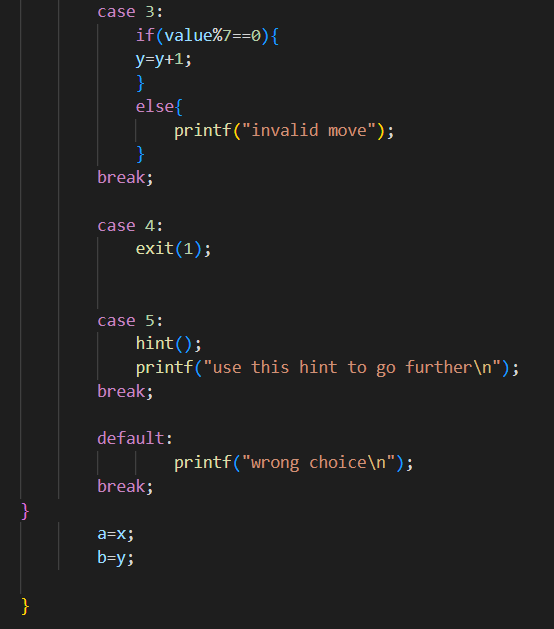 case 3:
if(value%7==0){
y=y+1;
}
else{
printf("invalid move");
}
break;
case 4:
exit(1);
case 5:
hint();
printf("use this hint to go further\n");
break;
default:
printf("wrong choice\n");
break;
}
a=x;
b=y;
}